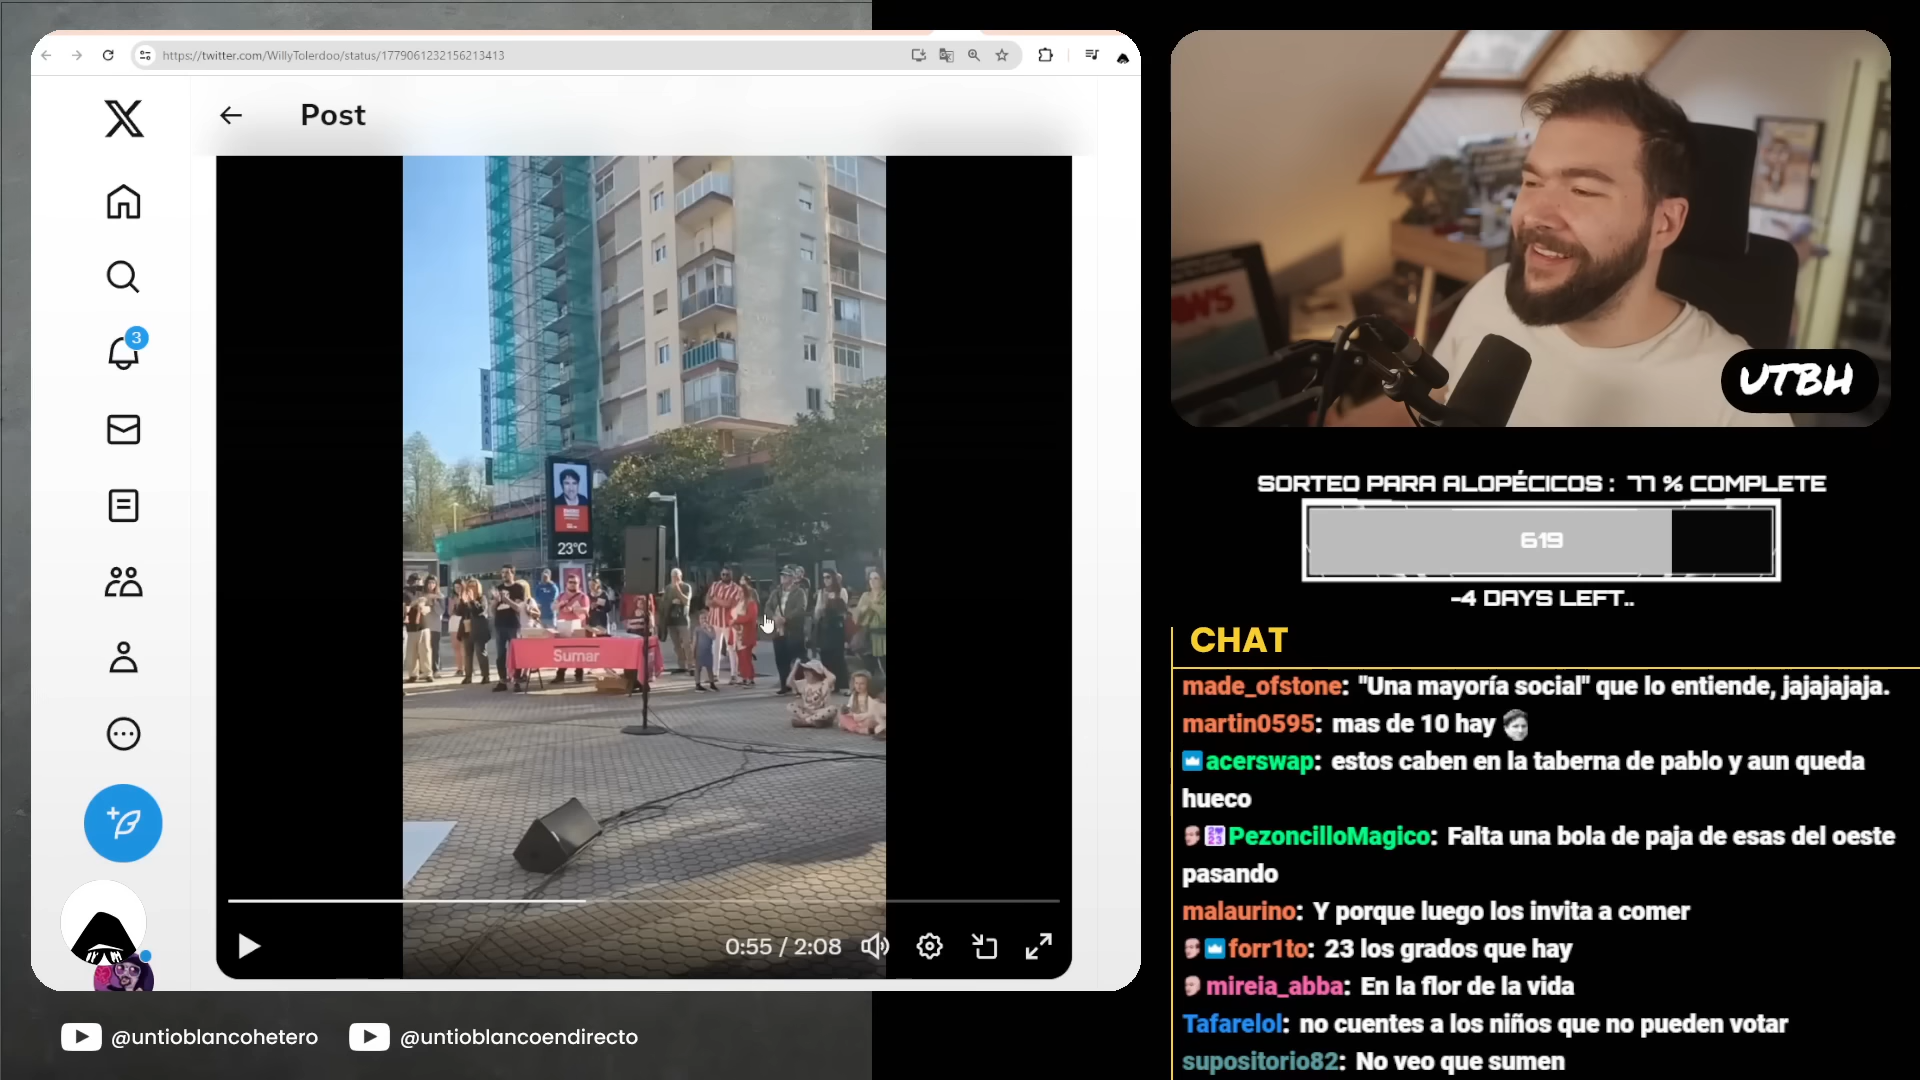 https://twitter.com/WillyTolerdoo/status/1779061232156213413
Post
3
KURSAAL
23°C
Sumar
0:55 / 2:08
@untioblancohetero
@untioblancoendirecto
UTBH
SORTEO PARA ALOPÉCICOS : 77 % COMPLETE
619
-4 DAYS LEFT..
CHAT
made_ofstone: "Una mayoría social" que lo entiende, jajajajaja.
martin0595: mas de 10 hay
acerswap: estos caben en la taberna de pablo y aun queda
hueco
PezoncilloMagico: Falta una bola de paja de esas del oeste
pasando
malaurino: Y porque luego los invita a comer
forr1to: 23 los grados que hay
mireia_abba: En la flor de la vida
Tafarelol: no cuentes a los niños que no pueden votar
supositorio82: No veo que sumen